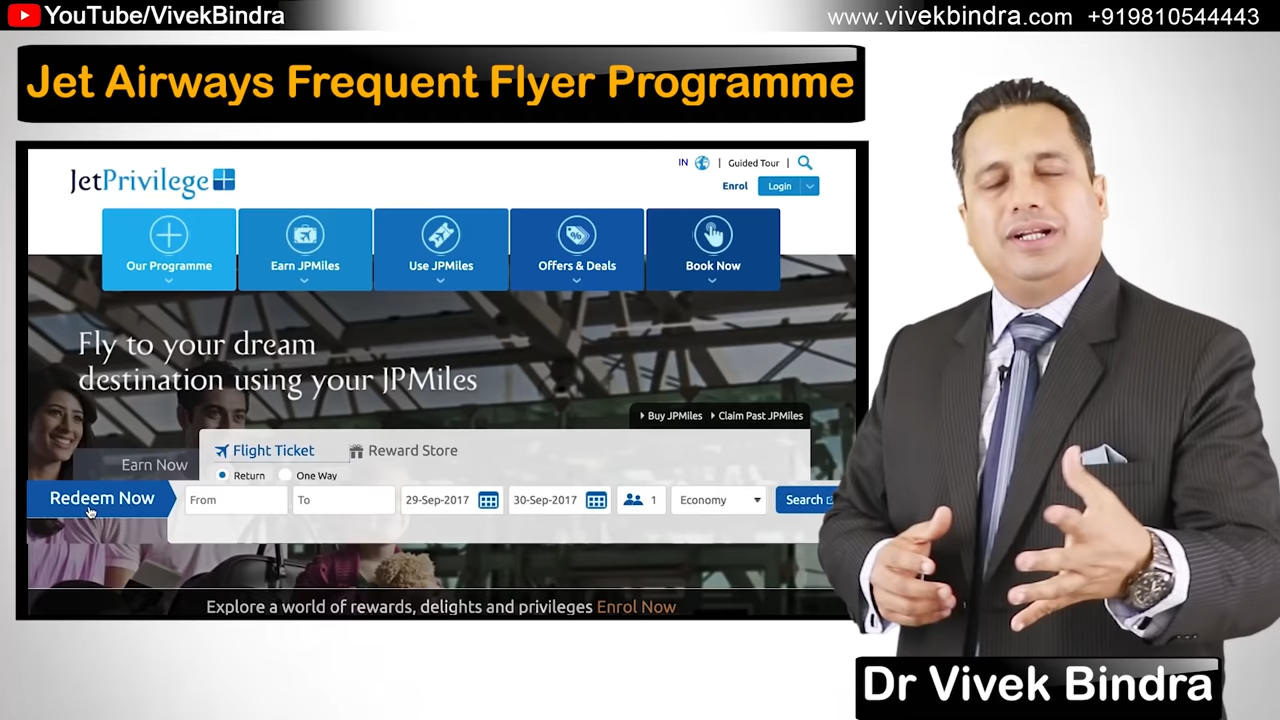 YouTube/VivekBindra
www.vivekbindra.com +919810544443
Jet Airways Frequent Flyer Programme
JetPrivilege
IN | Guided Tour |
Enrol Login
Our Programme Earn JPMiles Use JPMiles Offers & Deals Book Now
Fly to your dream
destination using your JPMiles
Buy JPMiles Claim Past JPMiles
Flight Ticket Reward Store
Earn Now
Return One Way
Redeem Now From To 29-Sep-2017 30-Sep-2017 1 Economy Search
Explore a world of rewards, delights and privileges Enrol Now
Dr Vivek Bindra